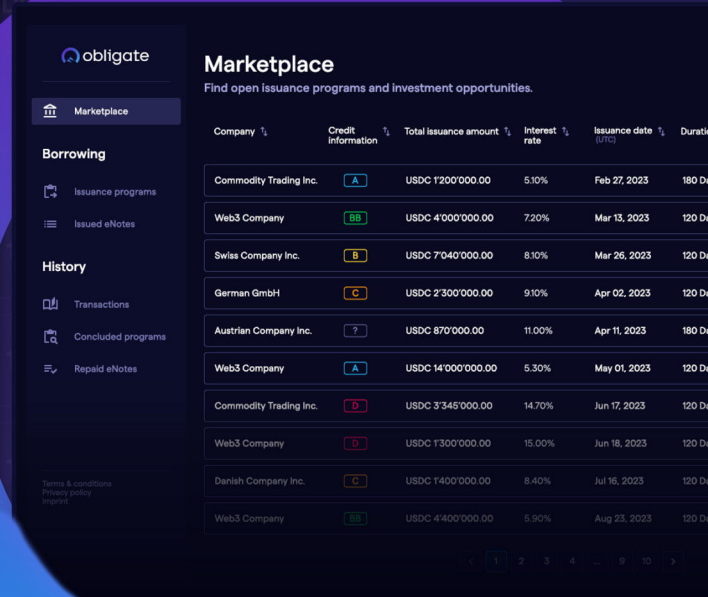 obligate
Marketplace
Borrowing
Issuance programs
Issued eNotes
History
Transactions
Concluded programs
Repaid eNotes
Terms & conditions
Privacy policy
Imprint
Marketplace
Find open issuance programs and investment opportunities.
Company Credit information Total issuance amount Interest rate Issuance date (UTC)
Commodity Trading Inc. A USDC 1'200'000.00 5.10% Feb 27, 2023 180
Web3 Company BB USDC 4'000'000.00 7.20% Mar 13, 2023 120
Swiss Company Inc. B USDC 7'040'000.00 8.10% Mar 26, 2023 120
German GmbH C USDC 2'300'000.00 9.10% Apr 02, 2023 120
Austrian Company Inc. ? USDC 870'000.00 11.00% Apr 11, 2023 180
Web3 Company A USDC 14'000'000.00 5.30% May 01, 2023 120
Commodity Trading Inc. D USDC 3'345'000.00 14.70% Jun 17, 2023 120
Web3 Company D USDC 1'300'000.00 15.00% Jun 18, 2023 120
Danish Company Inc. C USDC 1'400'000.00 8.40% Jul 16, 2023 120
Web3 Company BB USDC 4'400'000.00 5.90% Aug 23, 2023 120
< 1 2 3 4 ... 9 10 >